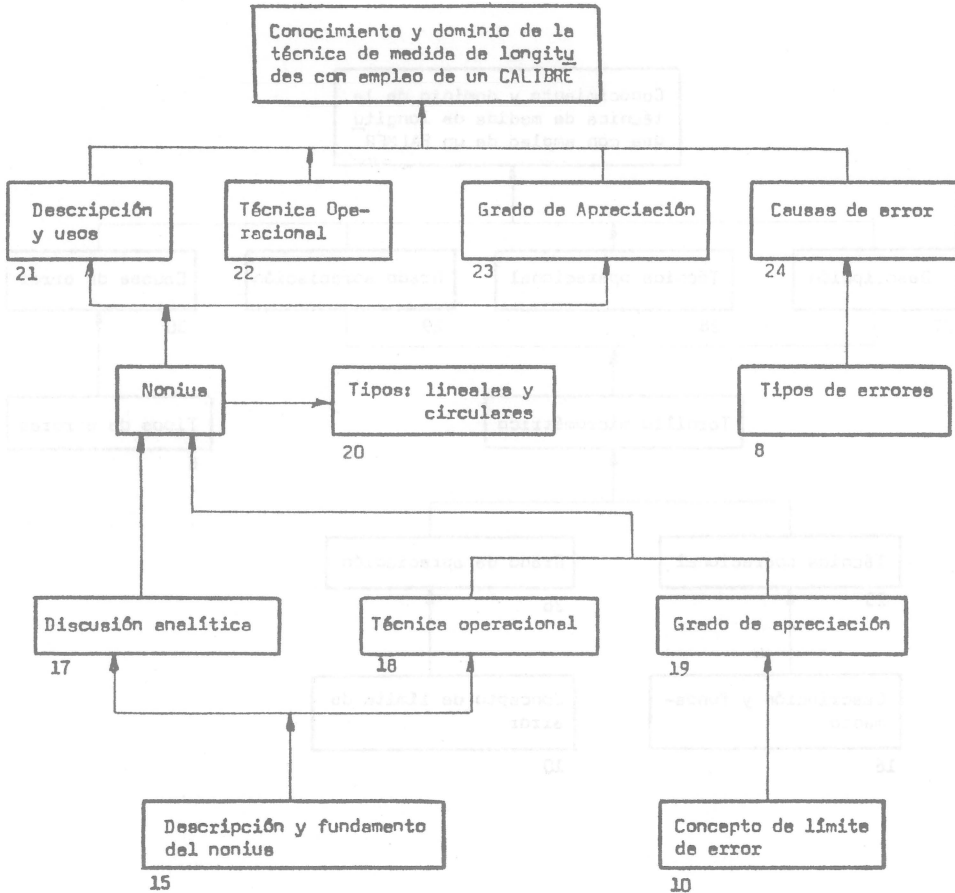 Conocimiento y dominio de la
técnica de medida de longitu
des con empleo de un CALIBRE
Descripción
y usos
21
Técnica Ope-
racional
22
Grado de Apreciación
23
Causas de error
24
Nonius
Tipos: lineales y
circulares
20
Tipos de errores
8
Discusión analítica
17
Técnica operacional
18
Grado de apreciación
19
Descripción y fundamento
del nonius
15
Concepto de límite
de error
10